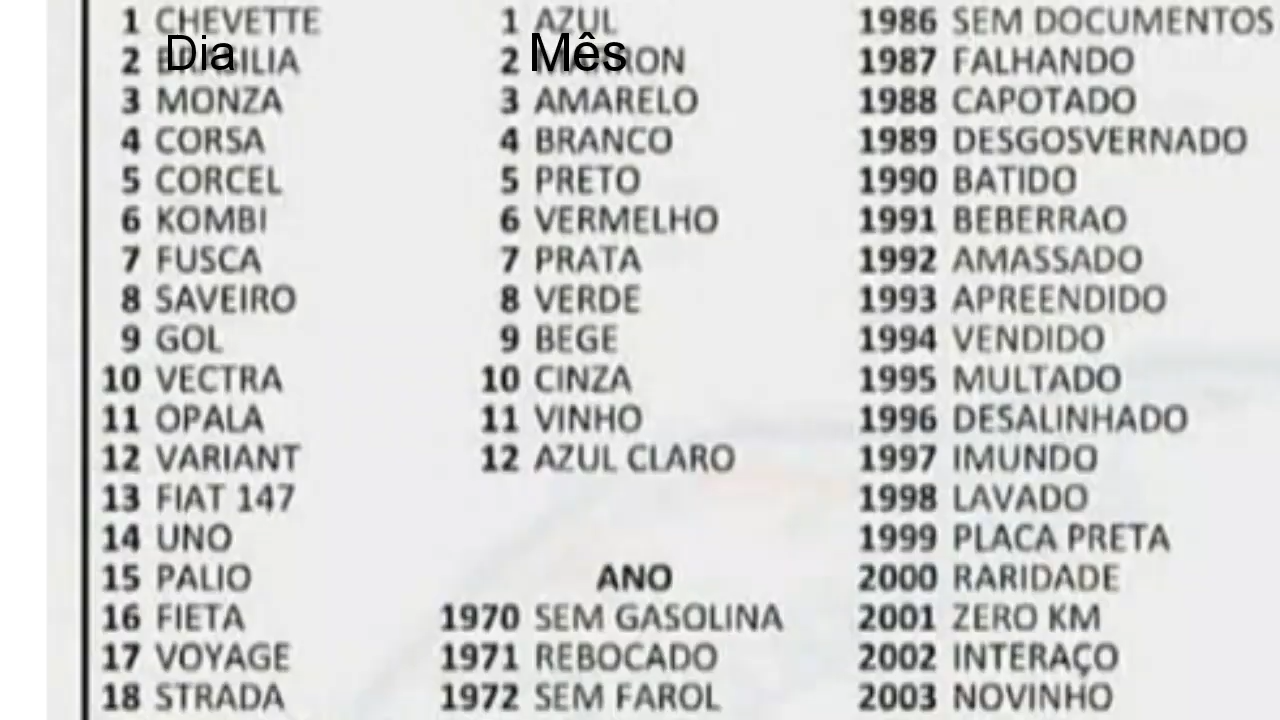 1 CHEVETTE
Dia
2 BRASILIA
3 MONZA
4 CORSA
5 CORCEL
6 KOMBI
7 FUSCA
8 SAVEIRO
9 GOL
10 VECTRA
11 OPALA
12 VARIANT
13 FIAT 147
14 UNO
15 PALIO
16 FIETA
17 VOYAGE
18 STRADA
1 AZUL
Mês
2 MARRON
3 AMARELO
4 BRANCO
5 PRETO
6 VERMELHO
7 PRATA
8 VERDE
9 BEGE
10 CINZA
11 VINHO
12 AZUL CLARO
ANO
1970 SEM GASOLINA
1971 REBOCADO
1972 SEM FAROL
1986 SEM DOCUMENTOS
1987 FALHANDO
1988 CAPOTADO
1989 DESGOSVERNADO
1990 BATIDO
1991 BEBERRAO
1992 AMASSADO
1993 APREENDIDO
1994 VENDIDO
1995 MULTADO
1996 DESALINHADO
1997 IMUNDO
1998 LAVADO
1999 PLACA PRETA
2000 RARIDADE
2001 ZERO KM
2002 INTERAÇO
2003 NOVINHO